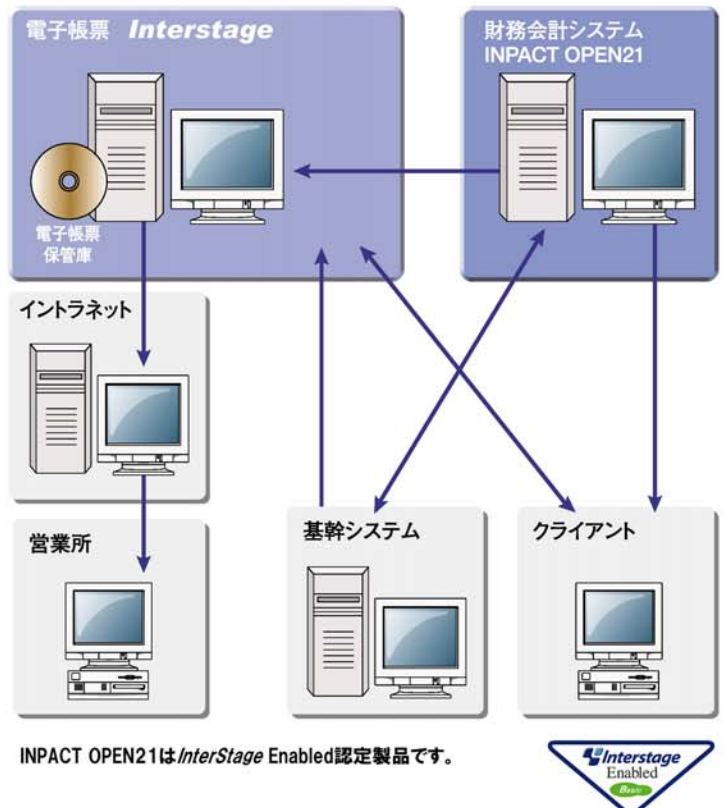 電子帳票 Interstage
財務会計システム
INPACT OPEN21
電子帳票
保管庫
イントラネット
営業所
基幹システム
クライアント
INPACT OPEN21はInterStage Enabled認定製品です。
Interstage
Enabled
Basic